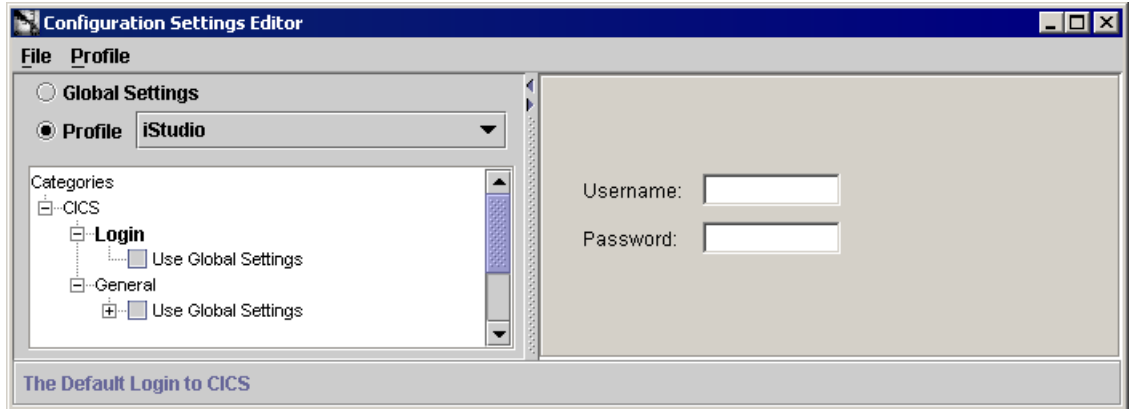 Configuration Settings Editor
File Profile
Global Settings
Profile iStudio
Categories
CICS
Login
Use Global Settings
General
Use Global Settings
Username:
Password:
The Default Login to CICS